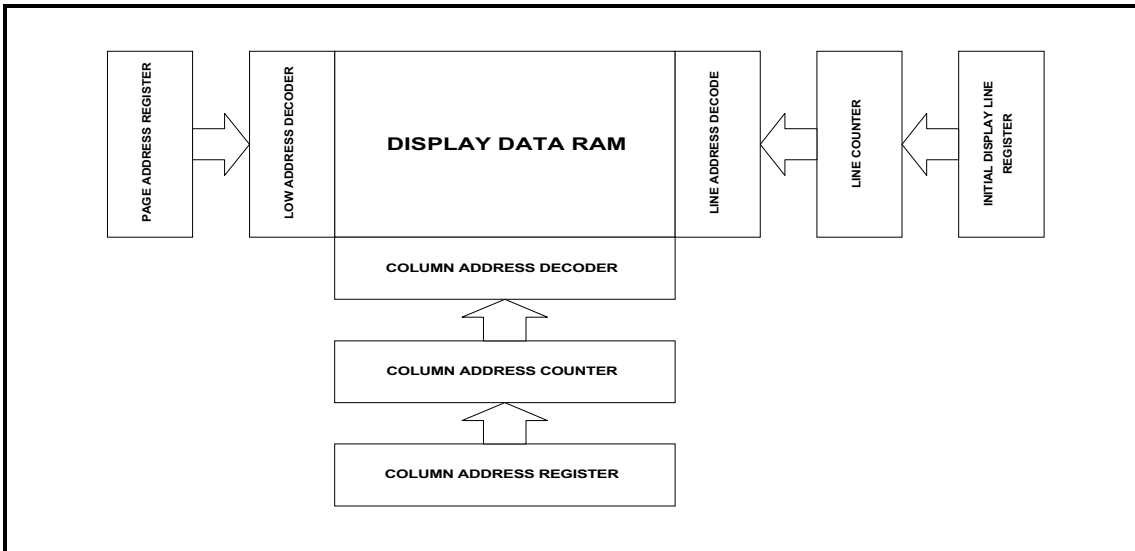 PAGE ADDRESS REGISTER
LOW ADDRESS DECODER
DISPLAY DATA RAM
LINE ADDRESS DECODE
LINE COUNTER
INITIAL DISPLAY LINE
REGISTER
COLUMN ADDRESS DECODER
COLUMN ADDRESS COUNTER
COLUMN ADDRESS REGISTER